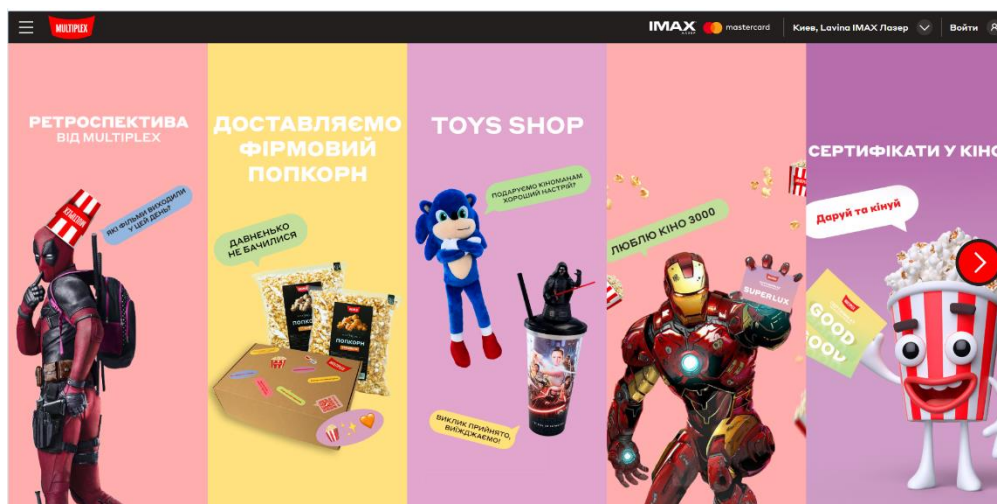 MULTIPLEX
IMAX
mastercard
Киев, Lavina IMAX Лазер
Войти
РЕТРОСПЕКТИВА
ВІД MULTIPLEX
ЯКІ ФІЛЬМИ ВИХОДИЛИ
У ЦЕЙ ДЕНЬ?
ДОСТАВЛЯЄМО
ФІРМОВИЙ
ПОПКОРН
ДАВНЕНЬКО
НЕ БАЧИЛИСЯ
ПОПКОРН
TOYS SHOP
ПОДАРУЄМО КІНОМАНАМ
ХОРОШИЙ НАСТРІЙ?
ВИКЛИК ПРИЙНЯТО,
ВИЇЖДЖАЄМО!
ЛЮБЛЮ КІНО 3000
SUPERLUX
СЕРТИФІКАТИ У КІНО
Даруй та кінуй
GOOD